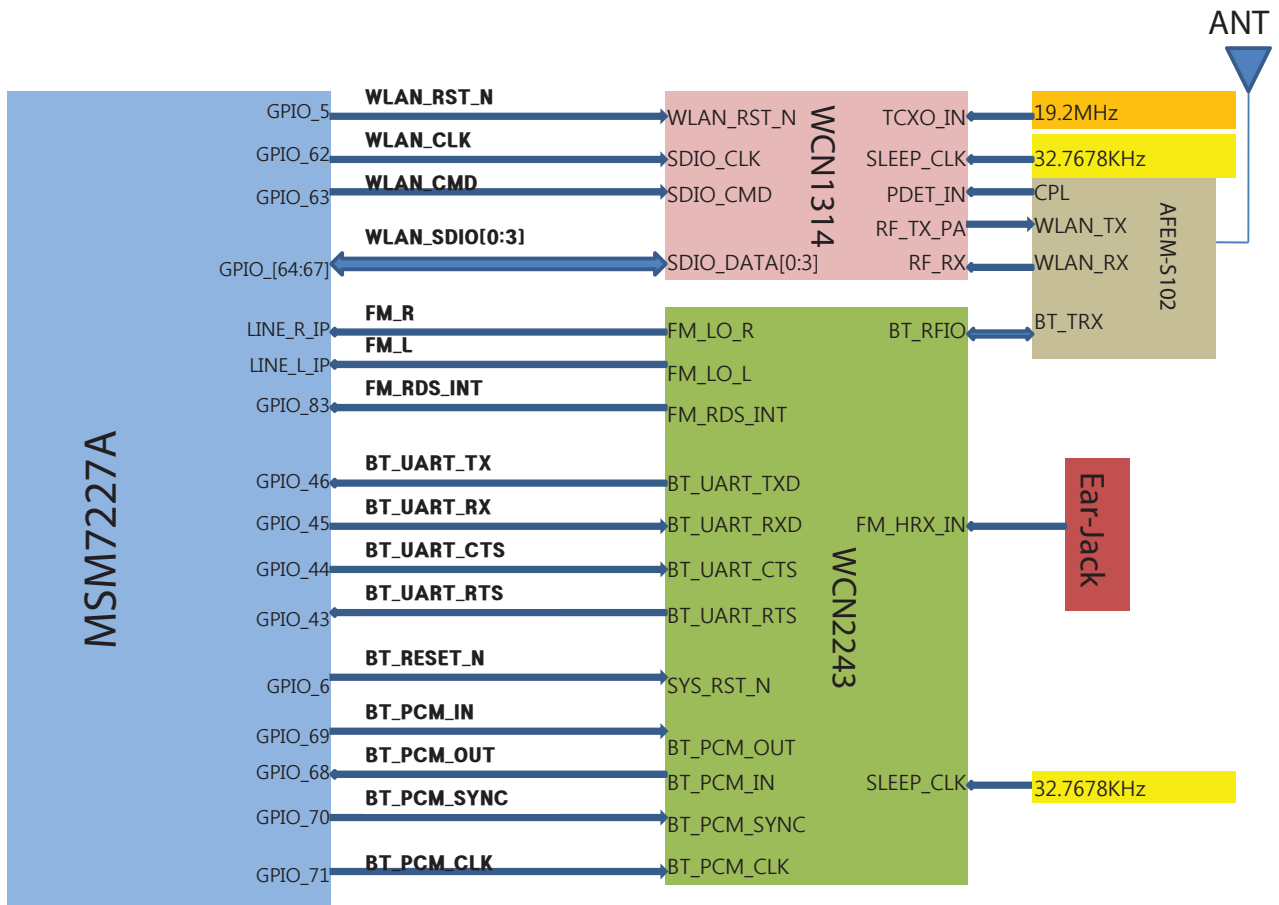 ANT
MSM7227A
GPIO_5
GPIO_62
GPIO_63
GPIO_[64:67]
LINE_R_IP
LINE_L_IP
GPIO_83
GPIO_46
GPIO_45
GPIO_44
GPIO_43
GPIO_6
GPIO_69
GPIO_68
GPIO_70
GPIO_71
WLAN_RST_N
WLAN_CLK
WLAN_CMD
WLAN_SDIO[0:3]
FM_R
FM_L
FM_RDS_INT
BT_UART_TX
BT_UART_RX
BT_UART_CTS
BT_UART_RTS
BT_RESET_N
BT_PCM_IN
BT_PCM_OUT
BT_PCM_SYNC
BT_PCM_CLK
WLAN_RST_N
SDIO_CLK
SDIO_CMD
SDIO_DATA[0:3]
WCN1314
TCXO_IN
SLEEP_CLK
PDET_IN
RF_TX_PA
RF_RX
19.2MHz
32.7678KHz
CPL
WLAN_TX
WLAN_RX
BT_TRX
AFEM-S102
FM_LO_R
FM_LO_L
FM_RDS_INT
BT_UART_TXD
BT_UART_RXD
BT_UART_CTS
BT_UART_RTS
SYS_RST_N
BT_PCM_OUT
BT_PCM_IN
BT_PCM_SYNC
BT_PCM_CLK
WCN2243
BT_RFIO
FM_HRX_IN
SLEEP_CLK
Ear-Jack
32.7678KHz